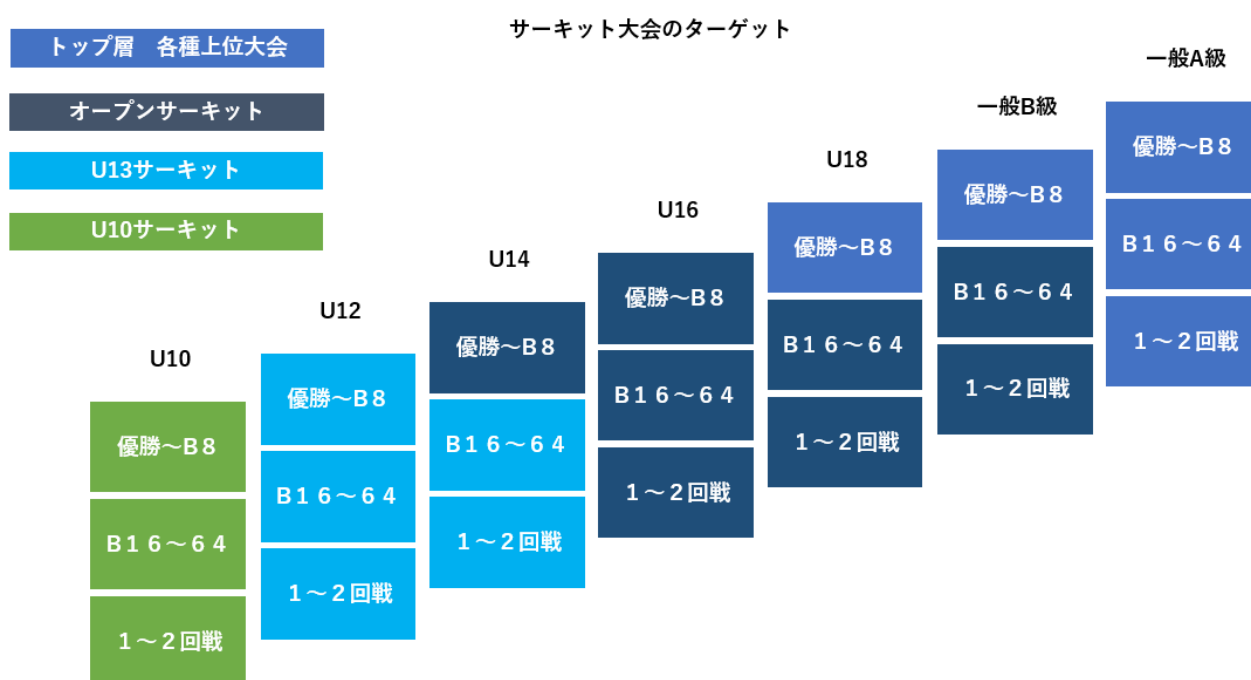 サーキット大会のターゲット
トップ層　各種上位大会
オープンサーキット
U13サーキット
U10サーキット
U10
優勝～B８
B１６～６４
１～２回戦
U12
優勝～B８
B１６～６４
１～２回戦
U14
優勝～B８
B１６～６４
１～２回戦
U16
優勝～B８
B１６～６４
１～２回戦
U18
優勝～B８
B１６～６４
１～２回戦
一般B級
優勝～B８
B１６～６４
１～２回戦
一般A級
優勝～B８
B１６～６４
１～２回戦